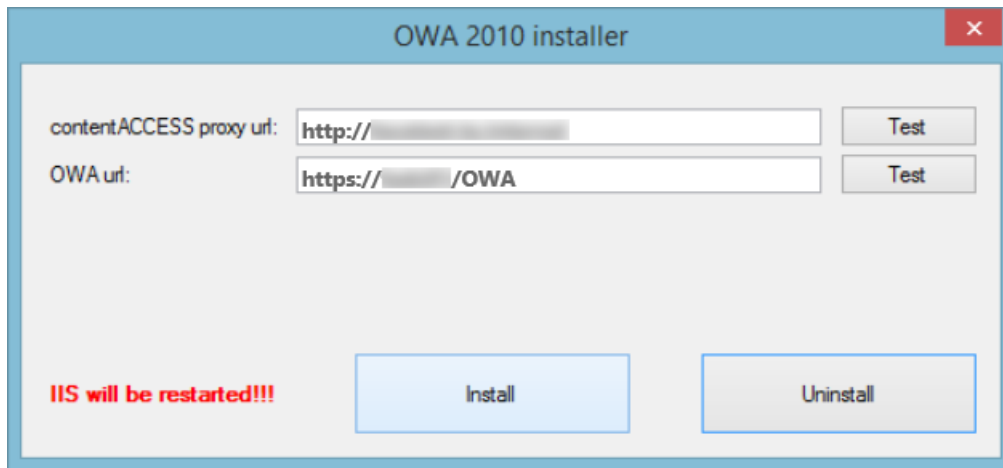 OWA 2010 installer
contentACCESS proxy url: http:// Test
OWA url: https:// /OWA Test
IIS will be restarted!!! Install Uninstall